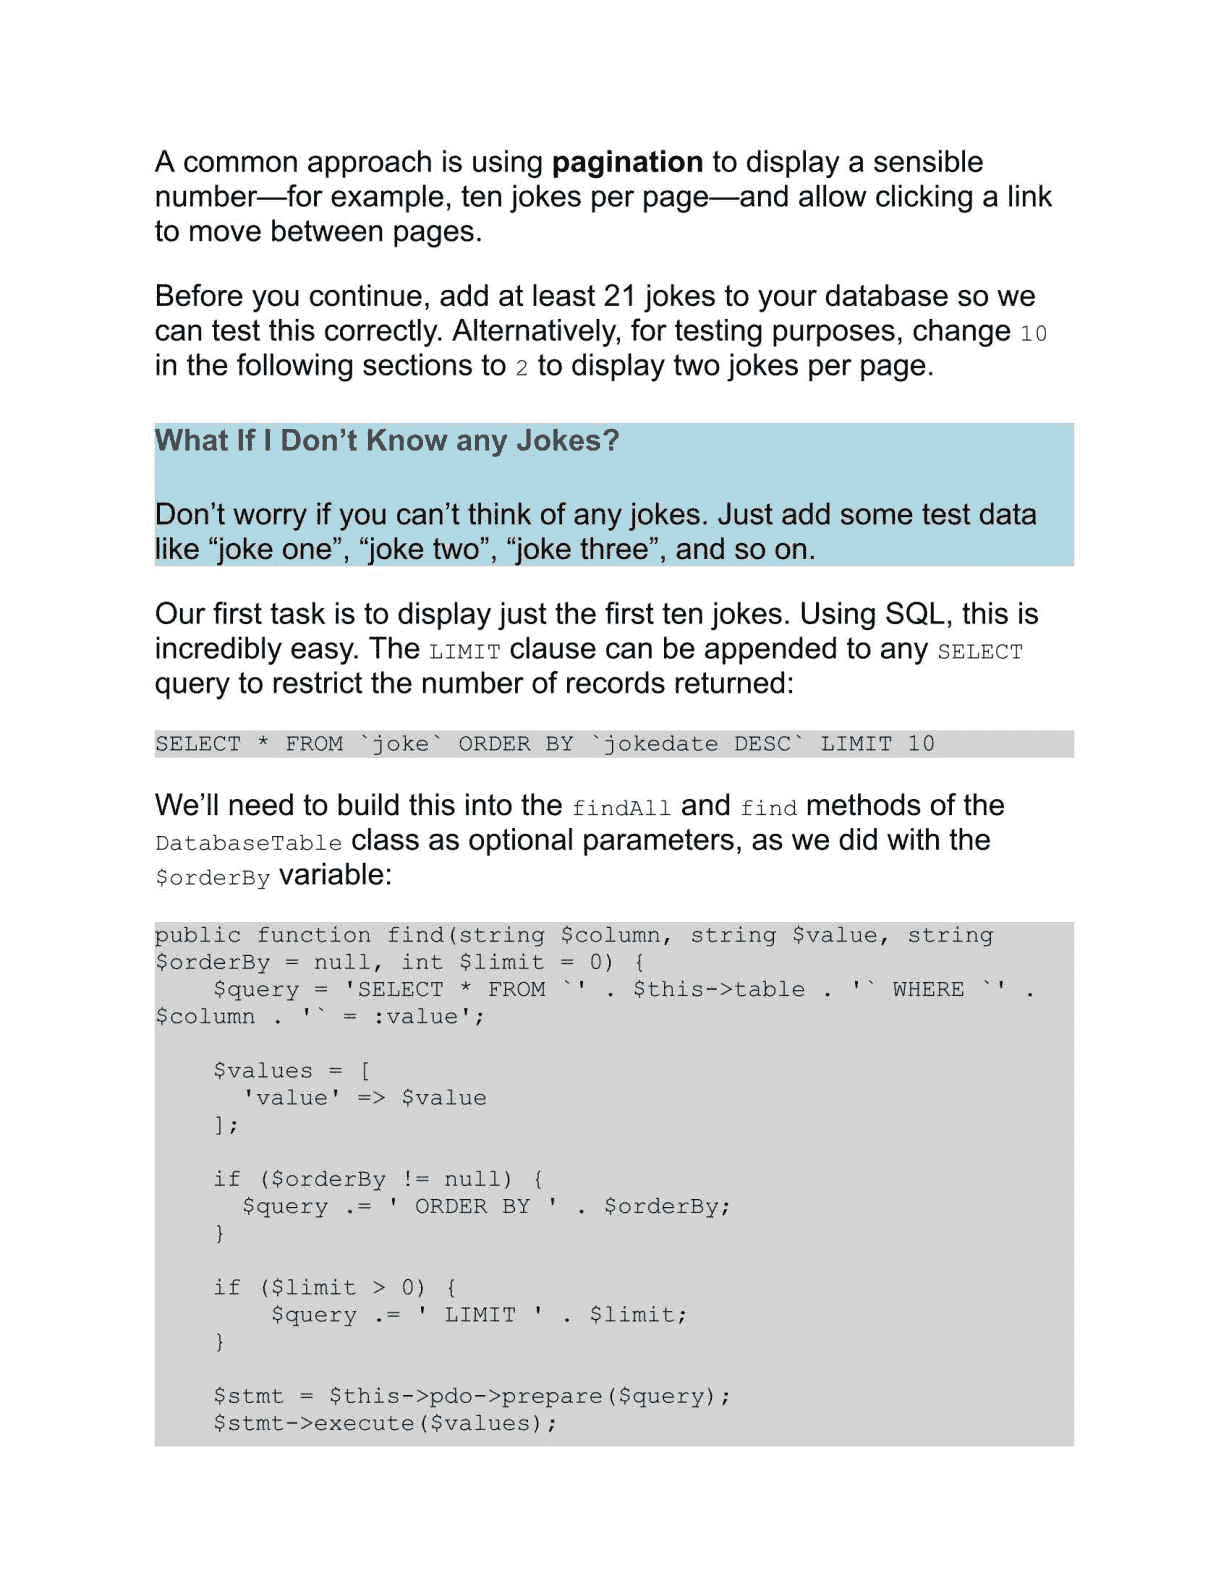 A common approach is using pagination to display a sensible
number—for example, ten jokes per page—and allow clicking a link
to move between pages.
Before you continue, add at least 21 jokes to your database so we
can test this correctly. Alternatively, for testing purposes, change 10
in the following sections to 2 to display two jokes per page.
What If I Don’t Know any Jokes?
Don’t worry if you can’t think of any jokes. Just add some test data
like “joke one”, “joke two”, “joke three”, and so on.
Our first task is to display just the first ten jokes. Using SQL, this is
incredibly easy. The LIMIT clause can be appended to any SELECT
query to restrict the number of records returned:
SELECT * FROM `joke` ORDER BY `jokedate DESC` LIMIT 10
We’ll need to build this into the findAll and find methods of the
DatabaseTable class as optional parameters, as we did with the
$orderBy variable:
public function find(string $column, string $value, string
$orderBy = null, int $limit = 0) {
    $query = 'SELECT * FROM `' . $this->table . '` WHERE `' .
$column . '` = :value';
    $values = [
      'value' => $value
    ];
    if ($orderBy != null) {
      $query .= ' ORDER BY ' . $orderBy;
    }
    if ($limit > 0) {
        $query .= ' LIMIT ' . $limit;
    }
    $stmt = $this->pdo->prepare($query);
    $stmt->execute($values);